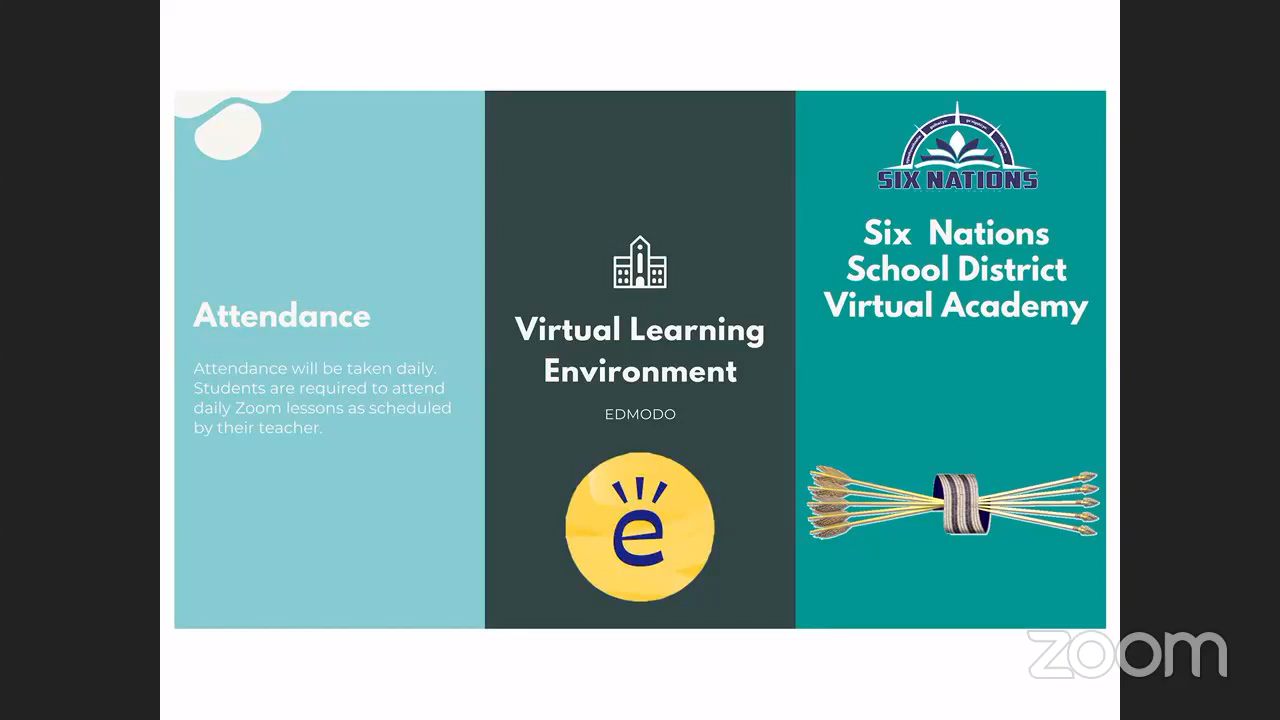 Attendance
Attendance will be taken daily.
Students are required to attend
daily Zoom lessons as scheduled
by their teacher.
Virtual Learning
Environment
EDMODO
e
SIX NATIONS
Six Nations
School District
Virtual Academy
zoom